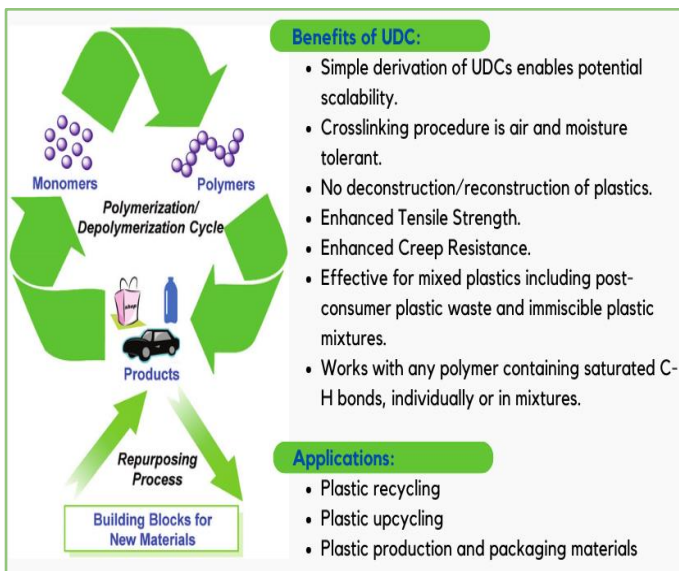 Monomers
Polymers
Polymerization/
Depolymerization Cycle
shop
Products
Repurposing
Process
Building Blocks for
New Materials
Benefits of UDC:
• Simple derivation of UDCs enables potential
scalability.
• Crosslinking procedure is air and moisture
tolerant.
• No deconstruction/reconstruction of plastics.
• Enhanced Tensile Strength.
• Enhanced Creep Resistance.
• Effective for mixed plastics including post-
consumer plastic waste and immiscible plastic
mixtures.
• Works with any polymer containing saturated C-
H bonds, individually or in mixtures.
Applications:
• Plastic recycling
• Plastic upcycling
• Plastic production and packaging materials